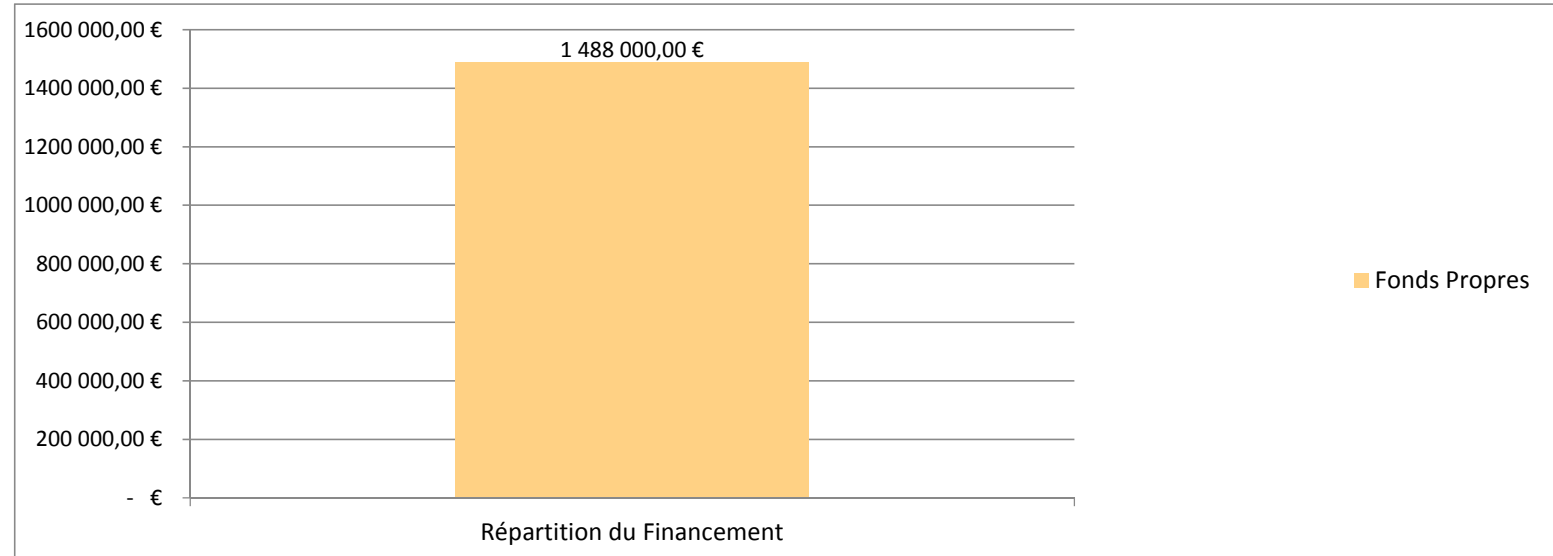 1600 000,00 €
1 488 000,00 €
1400 000,00 €
1200 000,00 €
1000 000,00 €
800 000,00 €
Fonds Propres
600 000,00 €
400 000,00 €
200 000,00 €
- €
Répartition du Financement